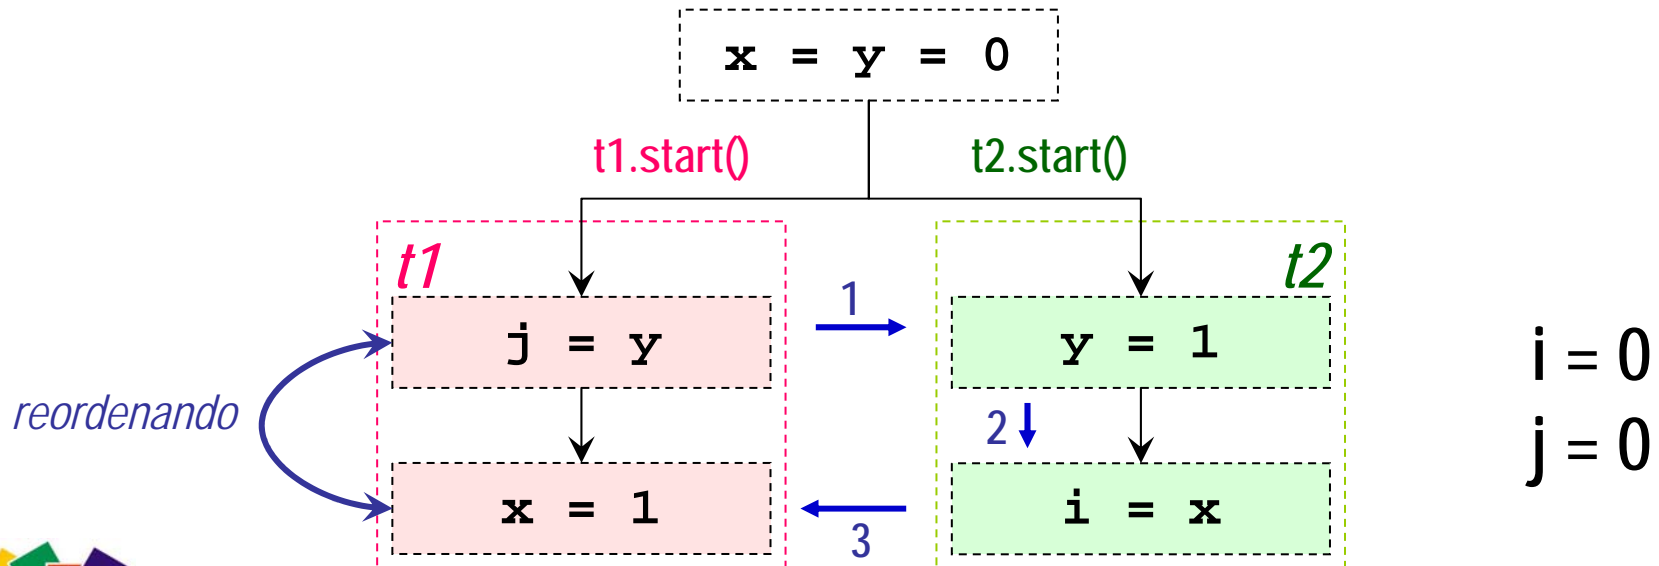 x = y = 0
t1.start()
t2.start()
t1
t2
j = y
1
y = 1
i = 0
reordenando
2
j = 0
x = 1
3
i = x